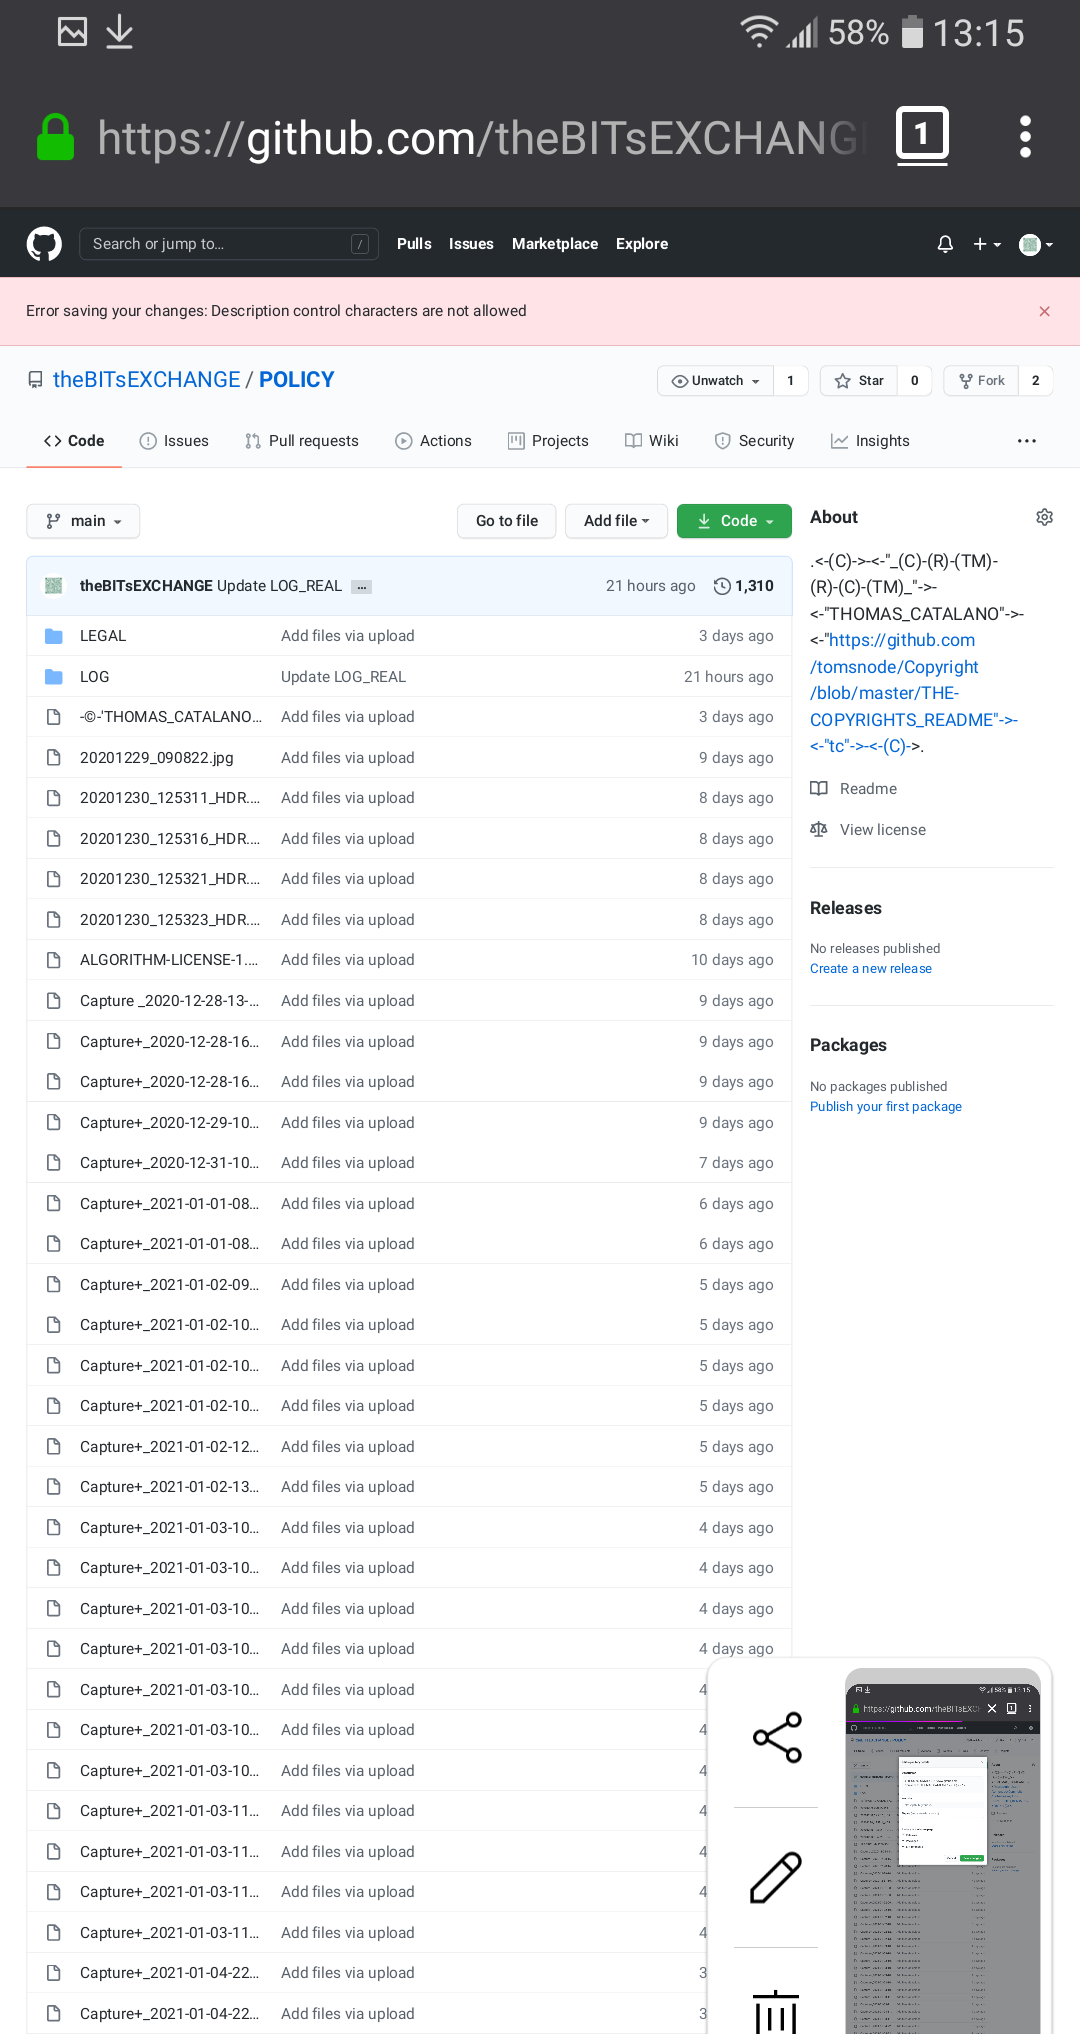 58% 13:15
https://github.com/theBITsEXCHANG
1
Search or jump to… /
Pulls Issues Marketplace Explore
Error saving your changes: Description control characters are not allowed
theBITsEXCHANGE / POLICY
Unwatch 1 Star 0 Fork 2
Code Issues Pull requests Actions Projects Wiki Security Insights
main Go to file Add file Code
theBITsEXCHANGE Update LOG_REAL … 21 hours ago 1,310
LEGAL Add files via upload 3 days ago
LOG Update LOG_REAL 21 hours ago
-©-'THOMAS_CATALANO… Add files via upload 3 days ago
20201229_090822.jpg Add files via upload 9 days ago
20201230_125311_HDR.… Add files via upload 8 days ago
20201230_125316_HDR.… Add files via upload 8 days ago
20201230_125321_HDR.… Add files via upload 8 days ago
20201230_125323_HDR.… Add files via upload 8 days ago
ALGORITHM-LICENSE-1.… Add files via upload 10 days ago
Capture _2020-12-28-13-… Add files via upload 9 days ago
Capture+_2020-12-28-16… Add files via upload 9 days ago
Capture+_2020-12-28-16… Add files via upload 9 days ago
Capture+_2020-12-29-10… Add files via upload 9 days ago
Capture+_2020-12-31-10… Add files via upload 7 days ago
Capture+_2021-01-01-08… Add files via upload 6 days ago
Capture+_2021-01-01-08… Add files via upload 6 days ago
Capture+_2021-01-02-09… Add files via upload 5 days ago
Capture+_2021-01-02-10… Add files via upload 5 days ago
Capture+_2021-01-02-10… Add files via upload 5 days ago
Capture+_2021-01-02-10… Add files via upload 5 days ago
Capture+_2021-01-02-12… Add files via upload 5 days ago
Capture+_2021-01-02-13… Add files via upload 5 days ago
Capture+_2021-01-03-10… Add files via upload 4 days ago
Capture+_2021-01-03-10… Add files via upload 4 days ago
Capture+_2021-01-03-10… Add files via upload 4 days ago
Capture+_2021-01-03-10… Add files via upload 4 days ago
Capture+_2021-01-03-10… Add files via upload 4
Capture+_2021-01-03-10… Add files via upload 4
Capture+_2021-01-03-10… Add files via upload 4
Capture+_2021-01-03-11… Add files via upload 4
Capture+_2021-01-03-11… Add files via upload 4
Capture+_2021-01-03-11… Add files via upload 4
Capture+_2021-01-03-11… Add files via upload 4
Capture+_2021-01-04-22… Add files via upload 3
Capture+_2021-01-04-22… Add files via upload 3
About
.<-(C)->-<-"_(C)-(R)-(TM)-
(R)-(C)-(TM)_"->-
<-"THOMAS_CATALANO"->-
<-"https://github.com
/tomsnode/Copyright
/blob/master/THE-
COPYRIGHTS_README"->-
<-"tc"->-<-(C)->.
Readme
View license
Releases
No releases published
Create a new release
Packages
No packages published
Publish your first package
58% 13:15
https://github.com/theBITsEXC